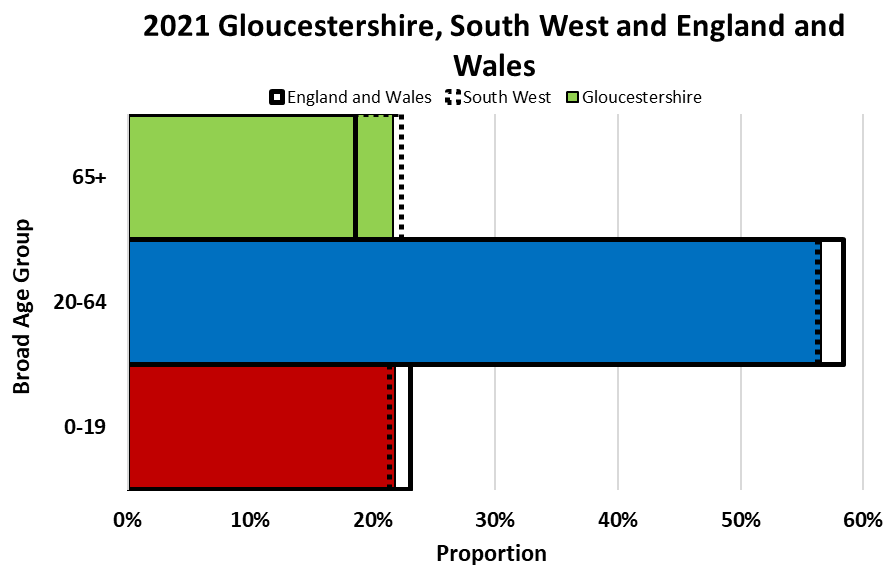 2021 Gloucestershire, South West and England and
Wales
England and Wales South West Gloucestershire
65+
20-64
0-19
Broad Age Group
0% 10% 20% 30% 40% 50% 60%
Proportion